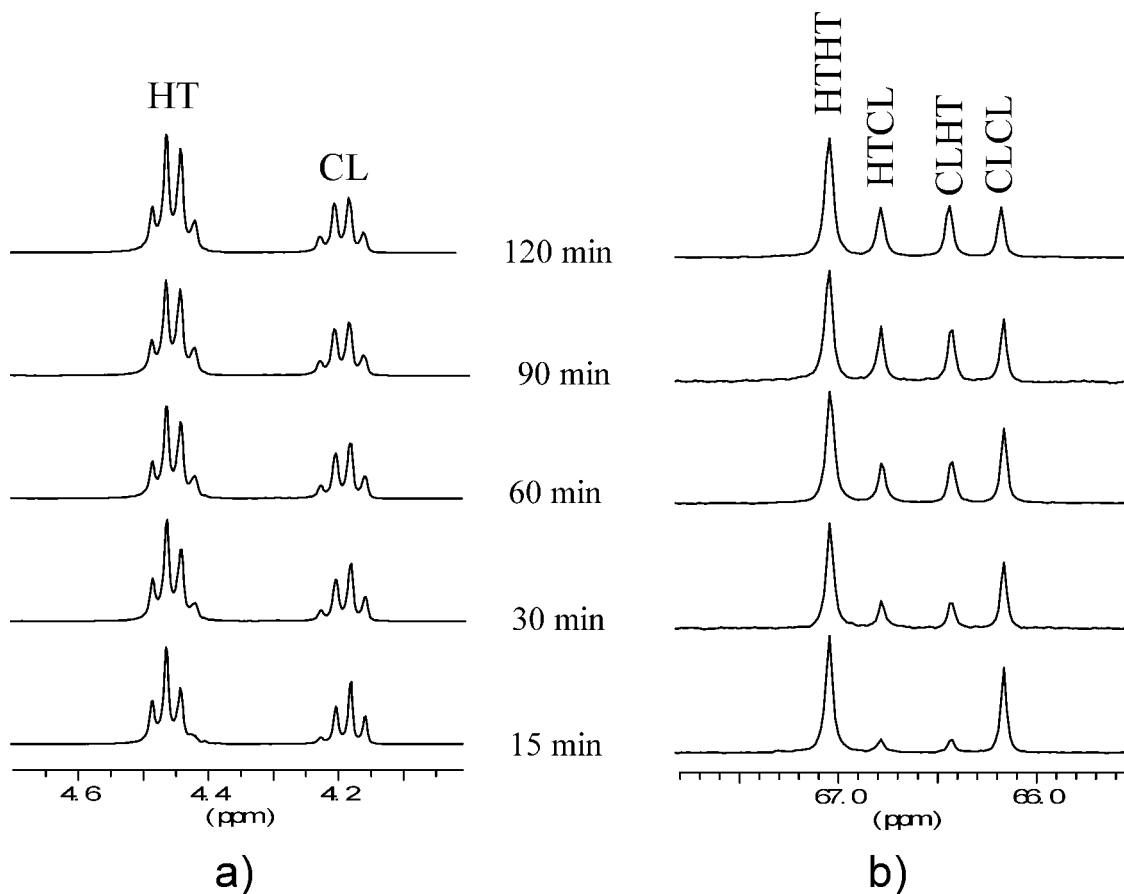 HT
CL
HTHT
HTCL
CLHT
CLCL
120 min
90 min
60 min
30 min
15 min
4.6 4.4 4.2
(ppm)
67.0 66.0
(ppm)
a)
b)